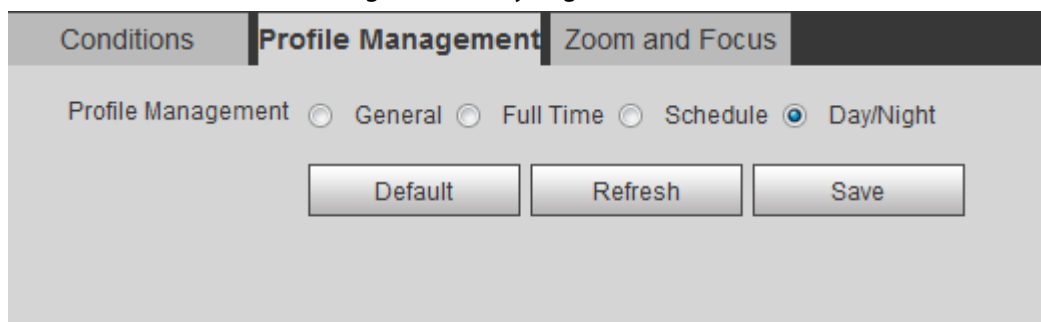 Conditions Profile Management Zoom and Focus
Profile Management General Full Time Schedule Day/Night
Default Refresh Save